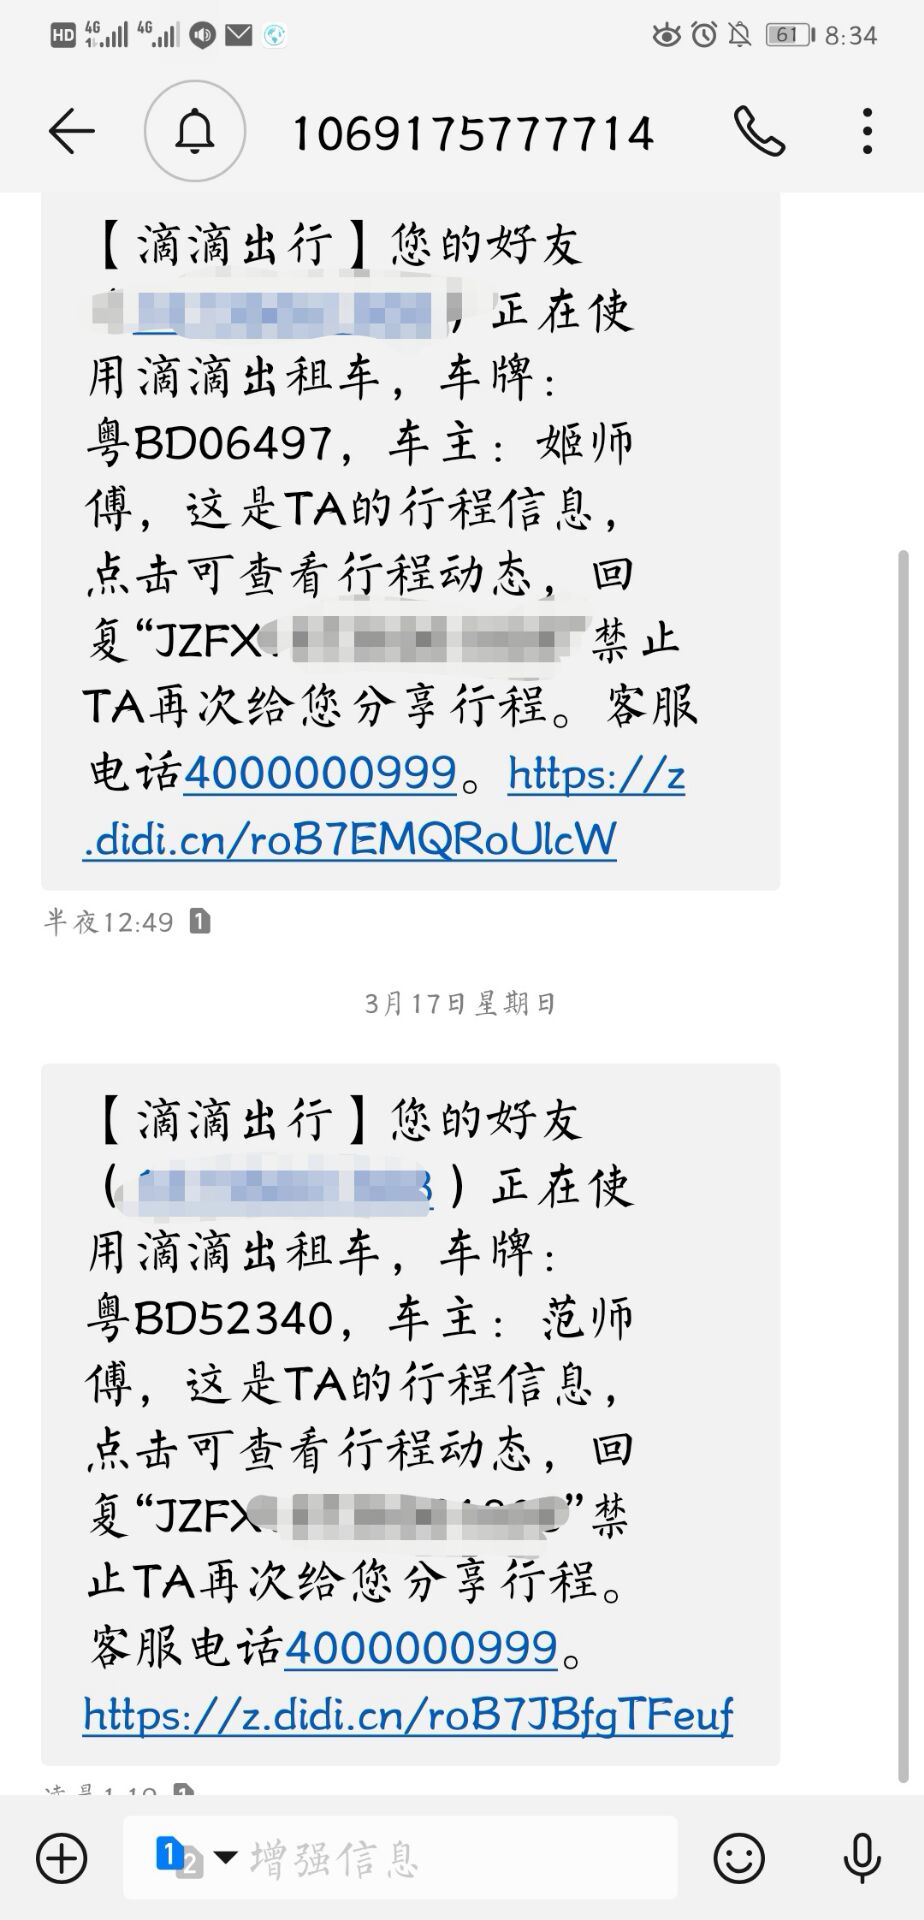 HD 4G 4G 61 8:34
1069175777714
【滴滴出行】您的好友
）正在使
用滴滴出租车，车牌：
粤BD06497，车主：姬师
傅，这是TA的行程信息，
点击可查看行程动态，回
复“JZFX 禁止
TA再次给您分享行程。客服
电话4000000999。https://z
.didi.cn/roB7EMQRoUlcW
半夜12:49 1
3月17日星期日
【滴滴出行】您的好友
（ ）正在使
用滴滴出租车，车牌：
粤BD52340，车主：范师
傅，这是TA的行程信息，
点击可查看行程动态，回
复“JZFX ”禁
止TA再次给您分享行程。
客服电话4000000999。
https://z.didi.cn/roB7JBfgTFeuf
1 2 增强信息